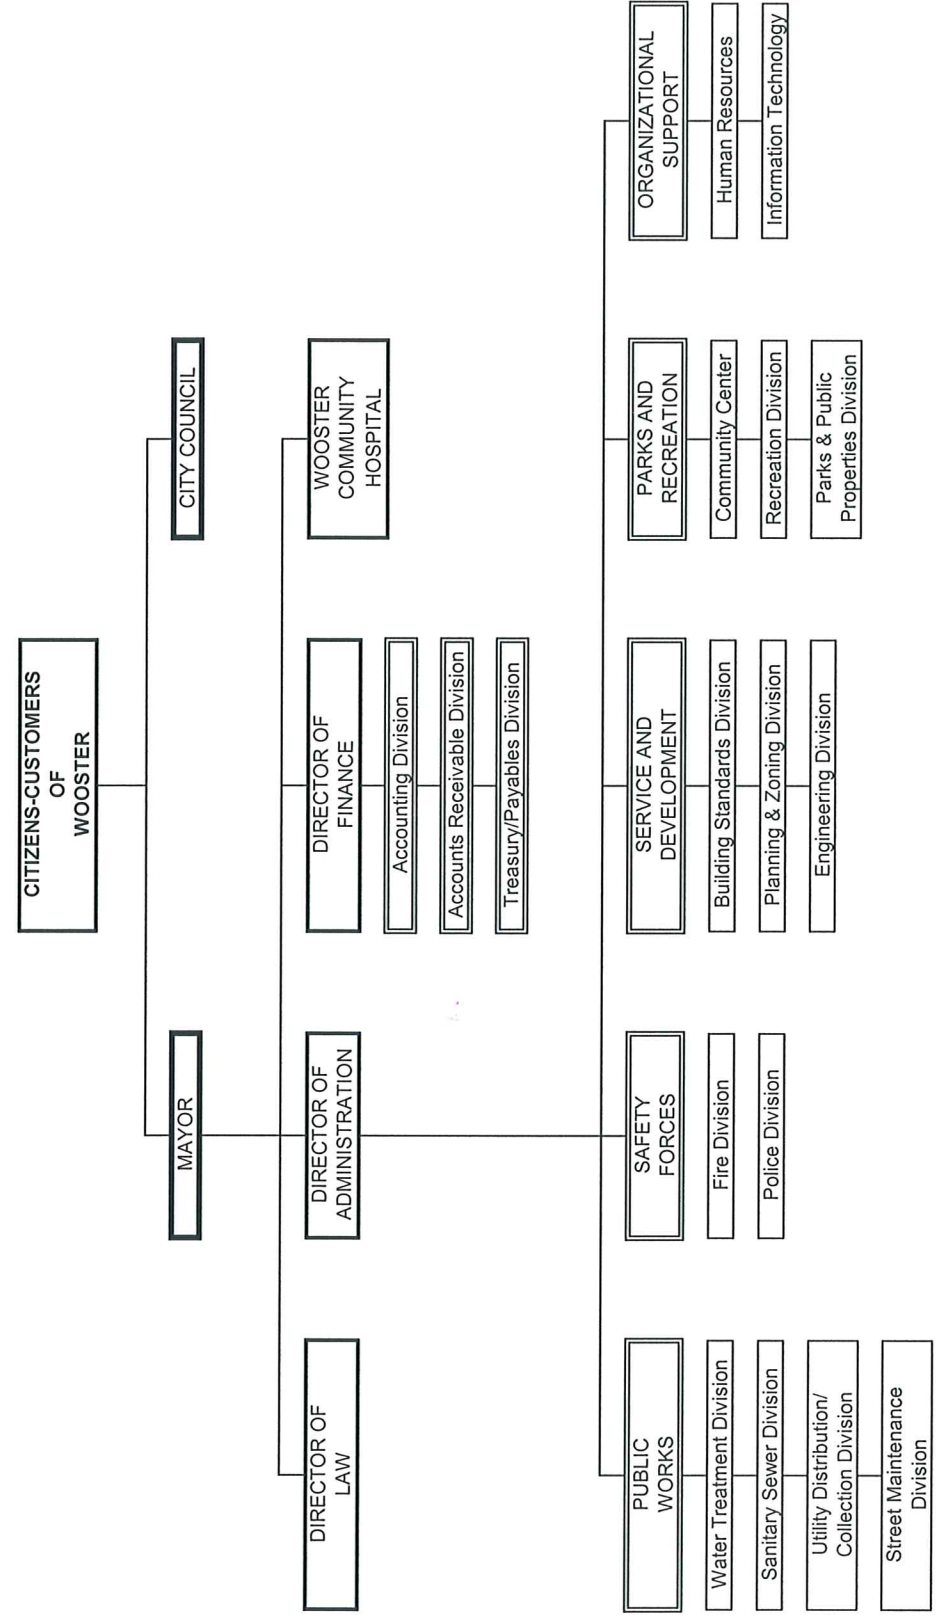 CITIZENS-CUSTOMERS
OF
WOOSTER
MAYOR
CITY COUNCIL
DIRECTOR OF
LAW
DIRECTOR OF
ADMINISTRATION
DIRECTOR OF
FINANCE
Accounting Division
Accounts Receivable Division
Treasury/Payables Division
WOOSTER
COMMUNITY
HOSPITAL
PUBLIC
WORKS
Water Treatment Division
Sanitary Sewer Division
Utility Distribution/
Collection Division
Street Maintenance
Division
SAFETY
FORCES
Fire Division
Police Division
SERVICE AND
DEVELOPMENT
Building Standards Division
Planning & Zoning Division
Engineering Division
PARKS AND
RECREATION
Community Center
Recreation Division
Parks & Public
Properties Division
ORGANIZATIONAL
SUPPORT
Human Resources
Information Technology